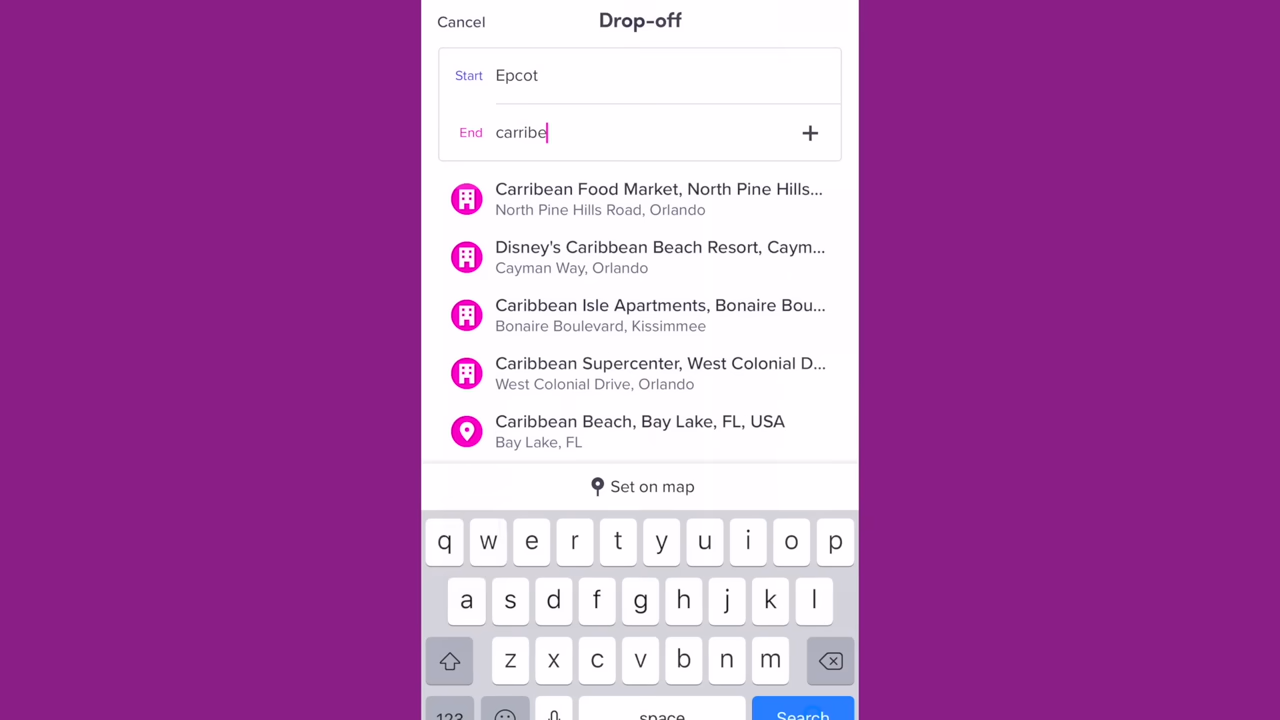 Cancel
Drop-off
Start Epcot
End carribe +
Carribean Food Market, North Pine Hills...
North Pine Hills Road, Orlando
Disney's Caribbean Beach Resort, Caym...
Cayman Way, Orlando
Caribbean Isle Apartments, Bonaire Bou...
Bonaire Boulevard, Kissimmee
Caribbean Supercenter, West Colonial D...
West Colonial Drive, Orlando
Caribbean Beach, Bay Lake, FL, USA
Bay Lake, FL
Set on map
q w e r t y u i o p
a s d f g h j k l
z x c v b n m
123 space Search